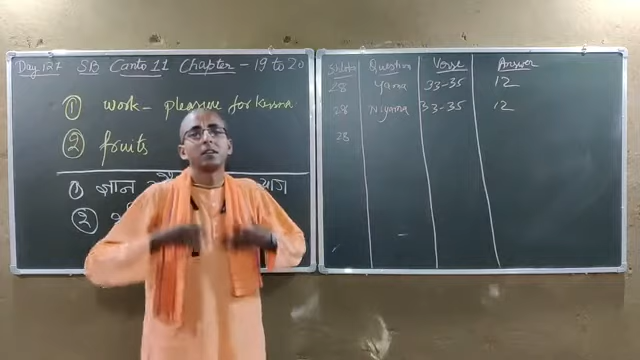 Day 127 SB Canto 11 Chapter - 19 to 20
① work - pleasure for Krsna.
② fruits
① ज्ञान
②
Question Verse Answer
28 Yama 33-35 12
28 Niyama 33-35 12
28